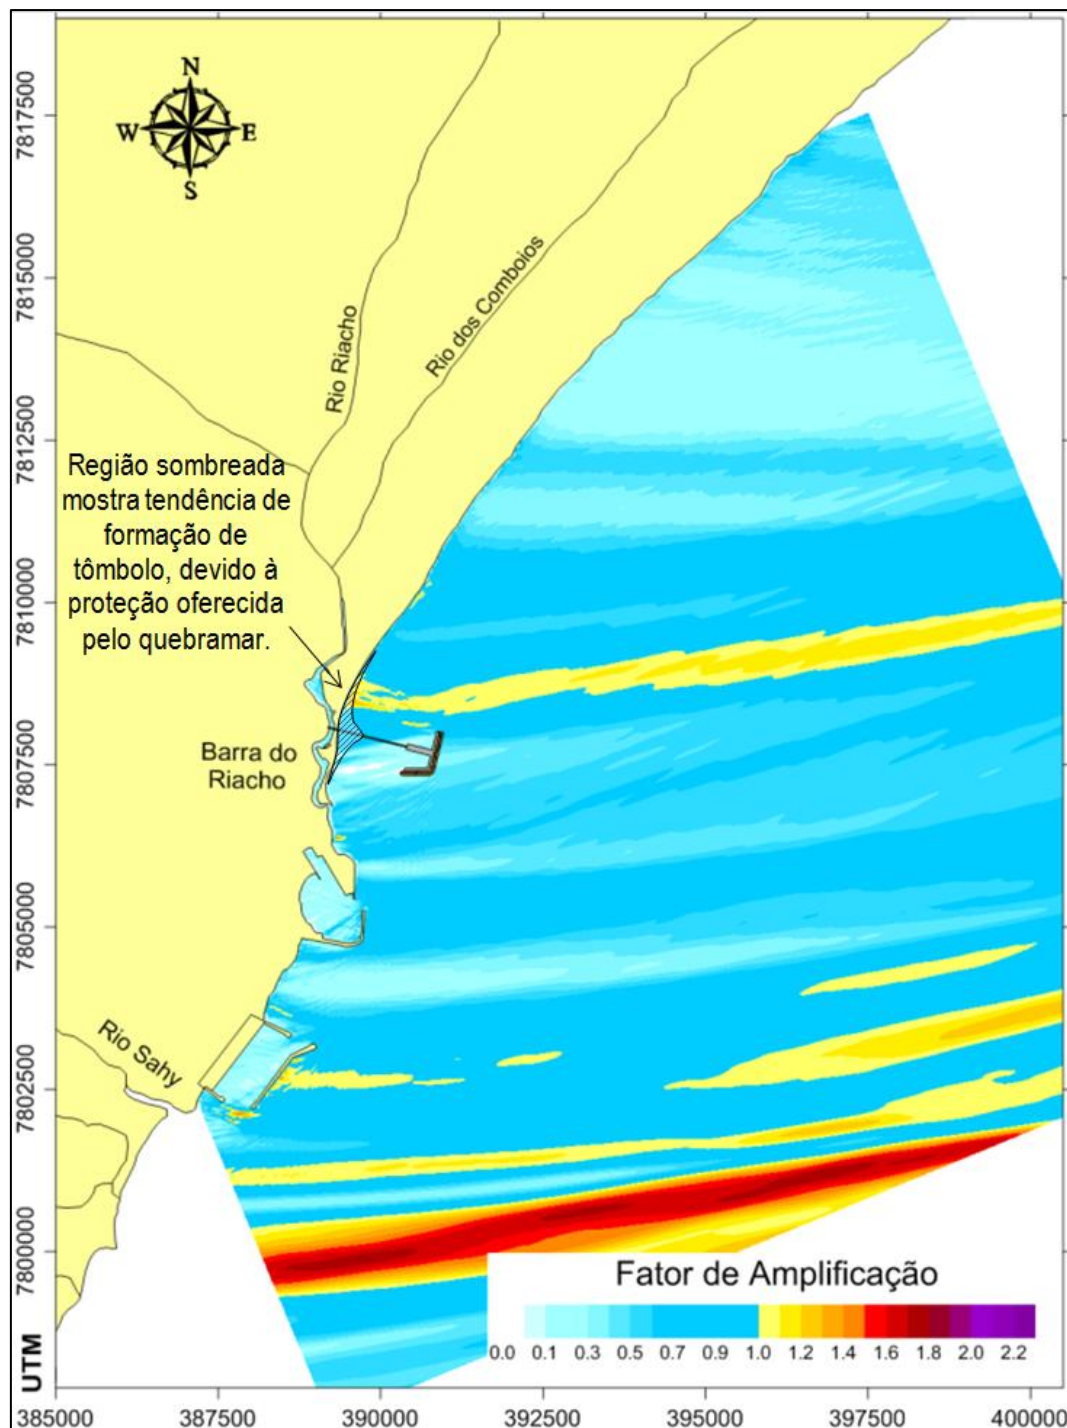 N
W E
S
7817500
7815000
7812500
7810000
7807500
7805000
7802500
7800000
UTM
Rio Riacho
Rio dos Comboios
Região sombreada
mostra tendência de
formação de
tômbolo, devido à
proteção oferecida
pelo quebramar.
Barra do
Riacho
Rio Sahy
Fator de Amplificação
0.0 0.1 0.3 0.5 0.7 0.9 1.0 1.2 1.4 1.6 1.8 2.0 2.2
385000 387500 390000 392500 395000 397500 400000